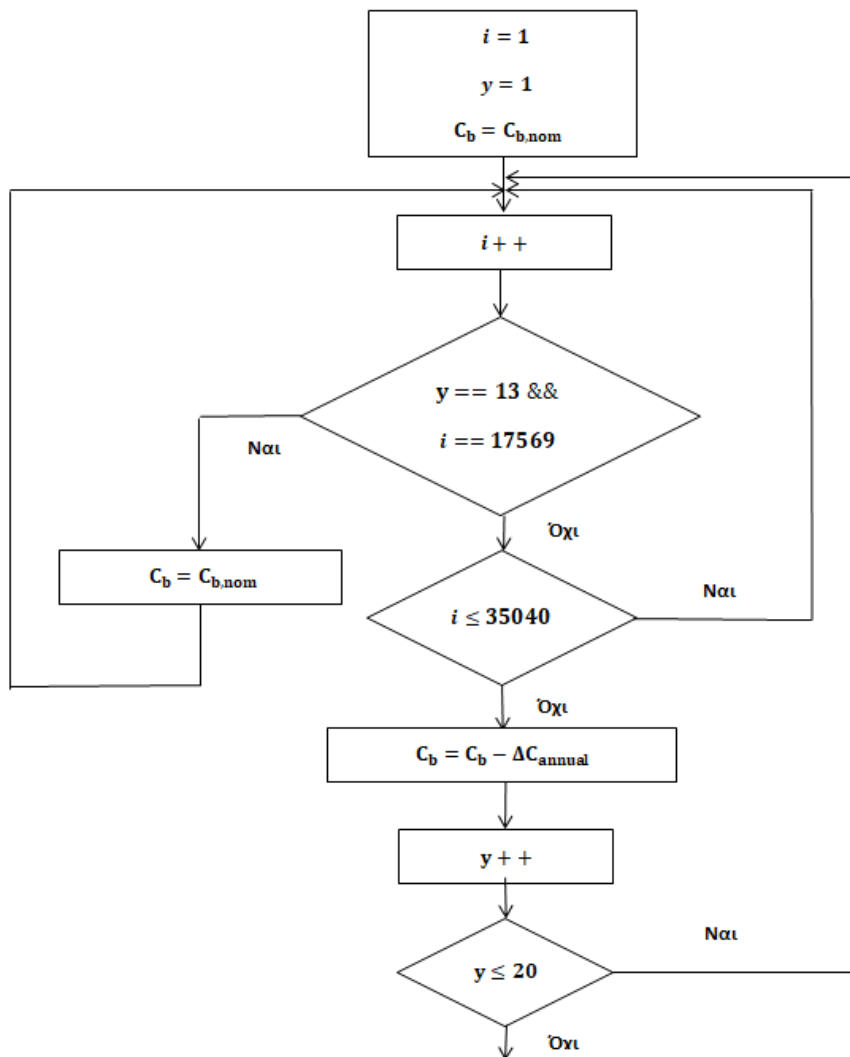 i = 1
y = 1
C_b = C_b,nom
i + +
y == 13 &&
i == 17569
Ναι
Όχι
C_b = C_b,nom
i ≤ 35040
Ναι
Όχι
C_b = C_b − ΔC_annual
y + +
Ναι
y ≤ 20
Όχι